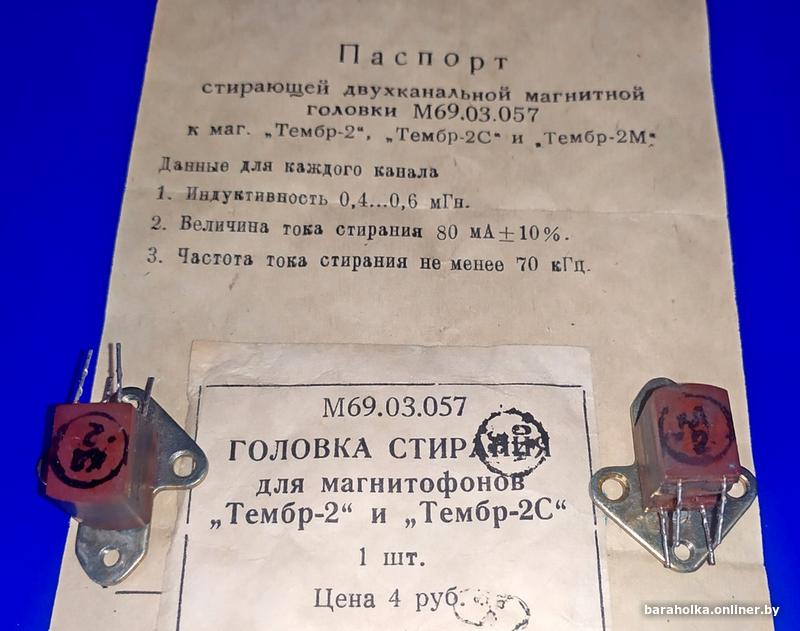 Паспорт
стирающей двухканальной магнитной
головки М69.03.057
к маг. „Тембр-2“, „Тембр-2С“ и „Тембр-2М“
Данные для каждого канала
1. Индуктивность 0,4...0,6 мГн.
2. Величина тока стирания 80 мА±10%.
3. Частота тока стирания не менее 70 кГц.
М69.03.057
ГОЛОВКА СТИРАНИЯ
для магнитофонов
„Тембр-2“ и „Тембр-2С“
1 шт.
Цена 4 руб.
baraholka.onliner.by